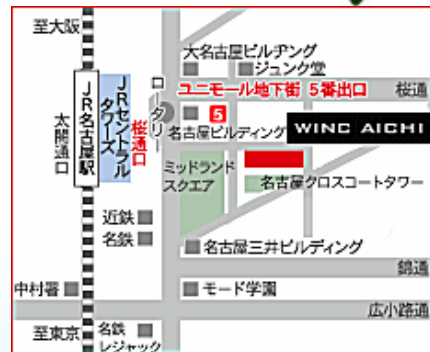 至大阪
大名古屋ビルヂング
ジュンク堂
ユニモール地下街 5番出口
桜通
ロータリー
5
名古屋ビルディング
WINC AICHI
JRセントラルタワーズ
桜通口
JR名古屋駅
太閤通口
ミッドランド
スクエア
名古屋クロスコートタワー
近鉄
名鉄
名古屋三井ビルディング
錦通
中村署
モード学園
広小路通
至東京
名鉄
レジャック